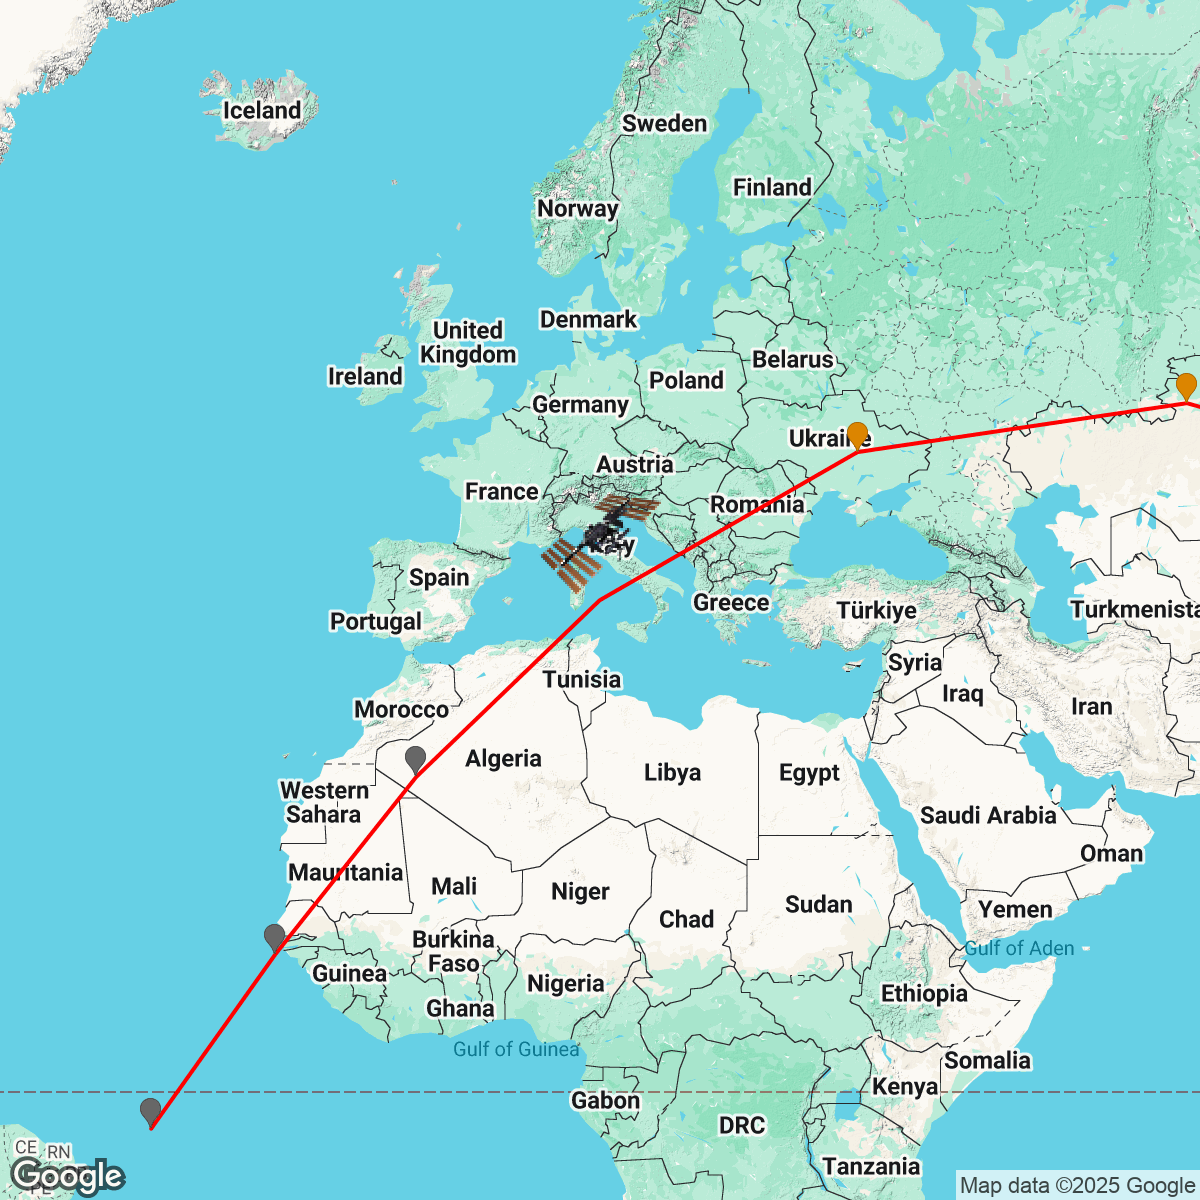 Iceland
Sweden
Finland
Norway
Denmark
United
Kingdom
Ireland
Belarus
Poland
Germany
Ukraine
Austria
France
Romania
Spain
Portugal
Greece
Türkiye
Turkmenista
Syria
Iraq
Iran
Tunisia
Morocco
Algeria
Libya
Egypt
Western
Sahara
Saudi Arabia
Oman
Mauritania
Mali
Niger
Chad
Sudan
Yemen
Burkina
Faso
Gulf of Aden
Guinea
Nigeria
Ethiopia
Ghana
Gulf of Guinea
Somalia
Kenya
Gabon
DRC
Tanzania
CE
RN
PE
Google
Map data ©2025 Google